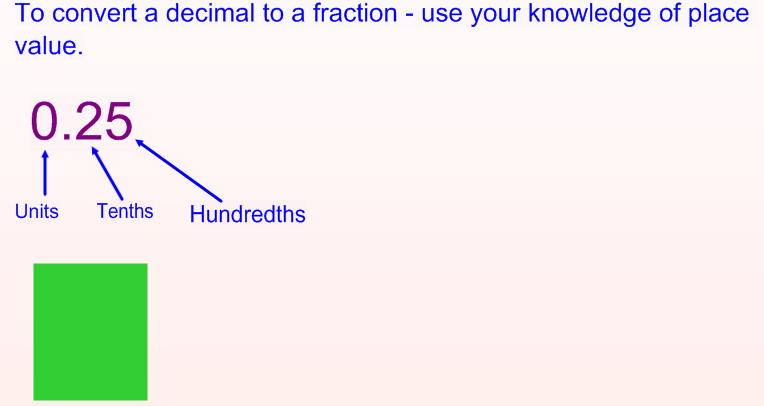 To convert a decimal to a fraction - use your knowledge of place
value.
0.25
Units Tenths Hundredths